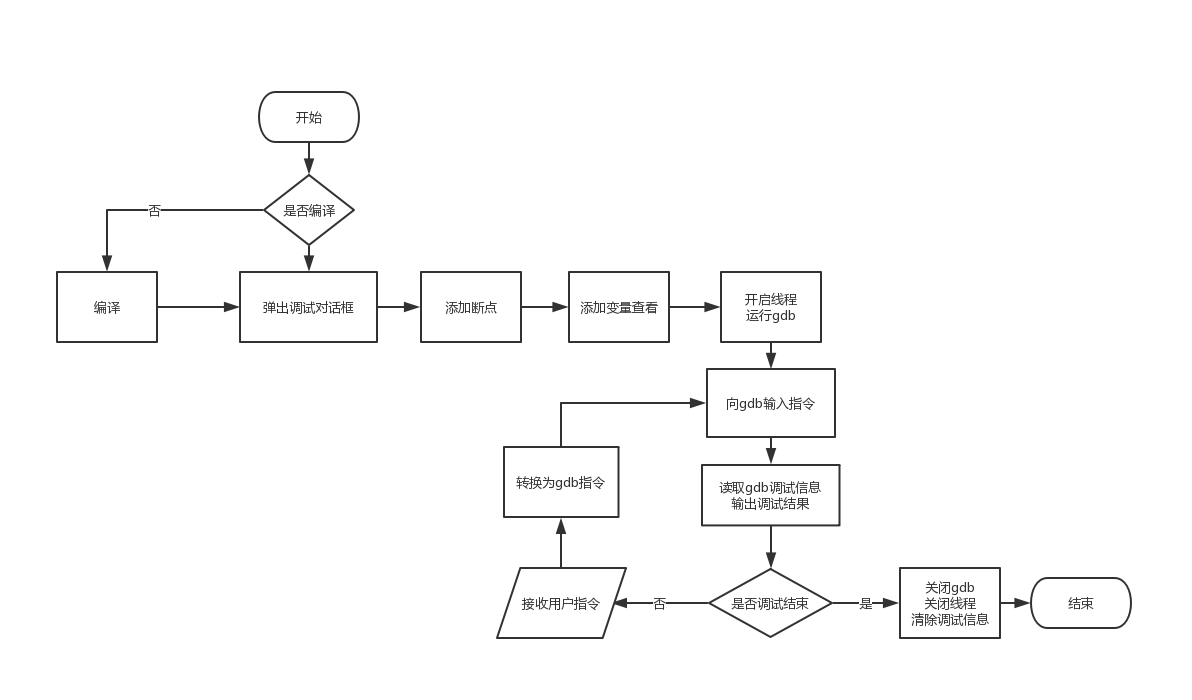 开始
是否编译
否
编译
弹出调试对话框
添加断点
添加变量查看
开启线程
运行gdb
向gdb输入指令
转换为gdb指令
读取gdb调试信息
输出调试结果
接收用户指令
否
是否调试结束
是
关闭gdb
关闭线程
清除调试信息
结束